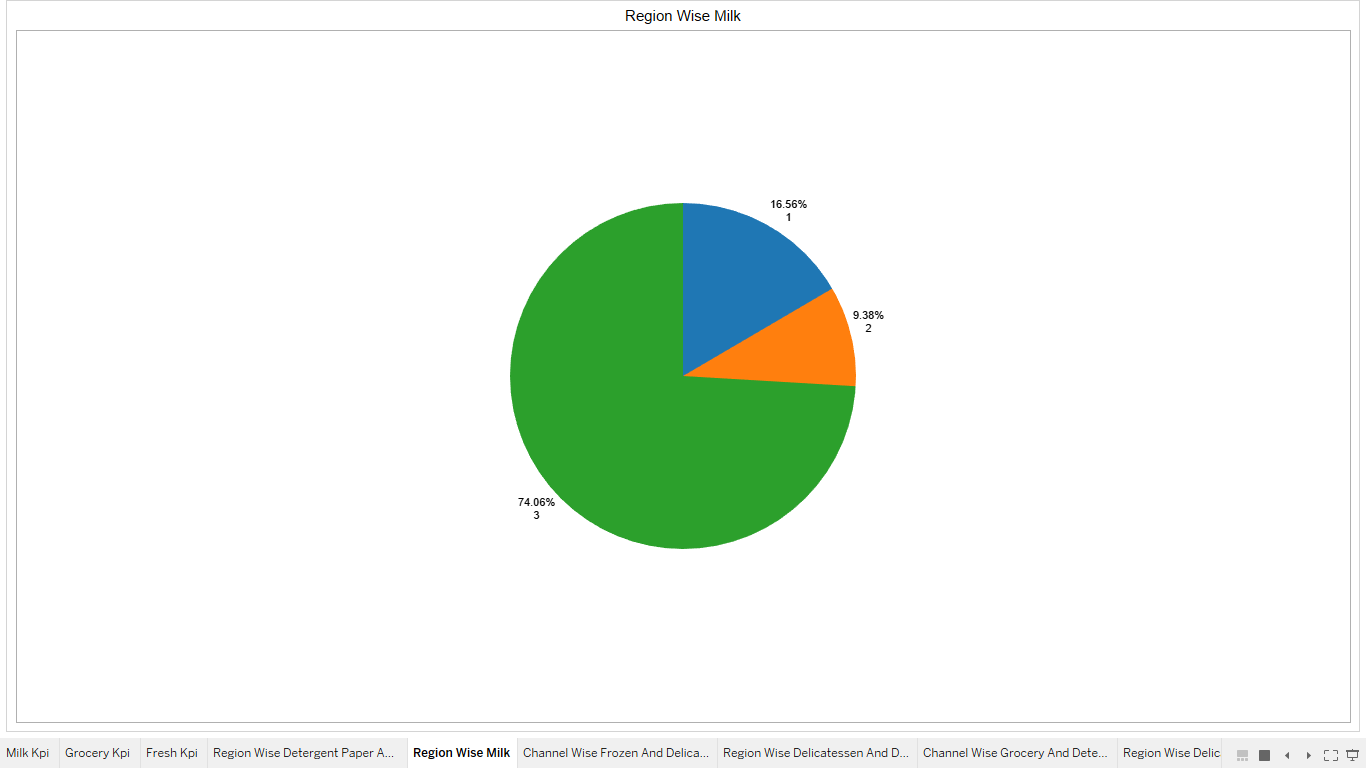 Region Wise Milk
16.56%
1
9.38%
2
74.06%
3
Milk Kpi
Grocery Kpi
Fresh Kpi
Region Wise Detergent Paper A...
Region Wise Milk
Channel Wise Frozen And Delica...
Region Wise Delicatessen And D...
Channel Wise Grocery And Dete...
Region Wise Delic